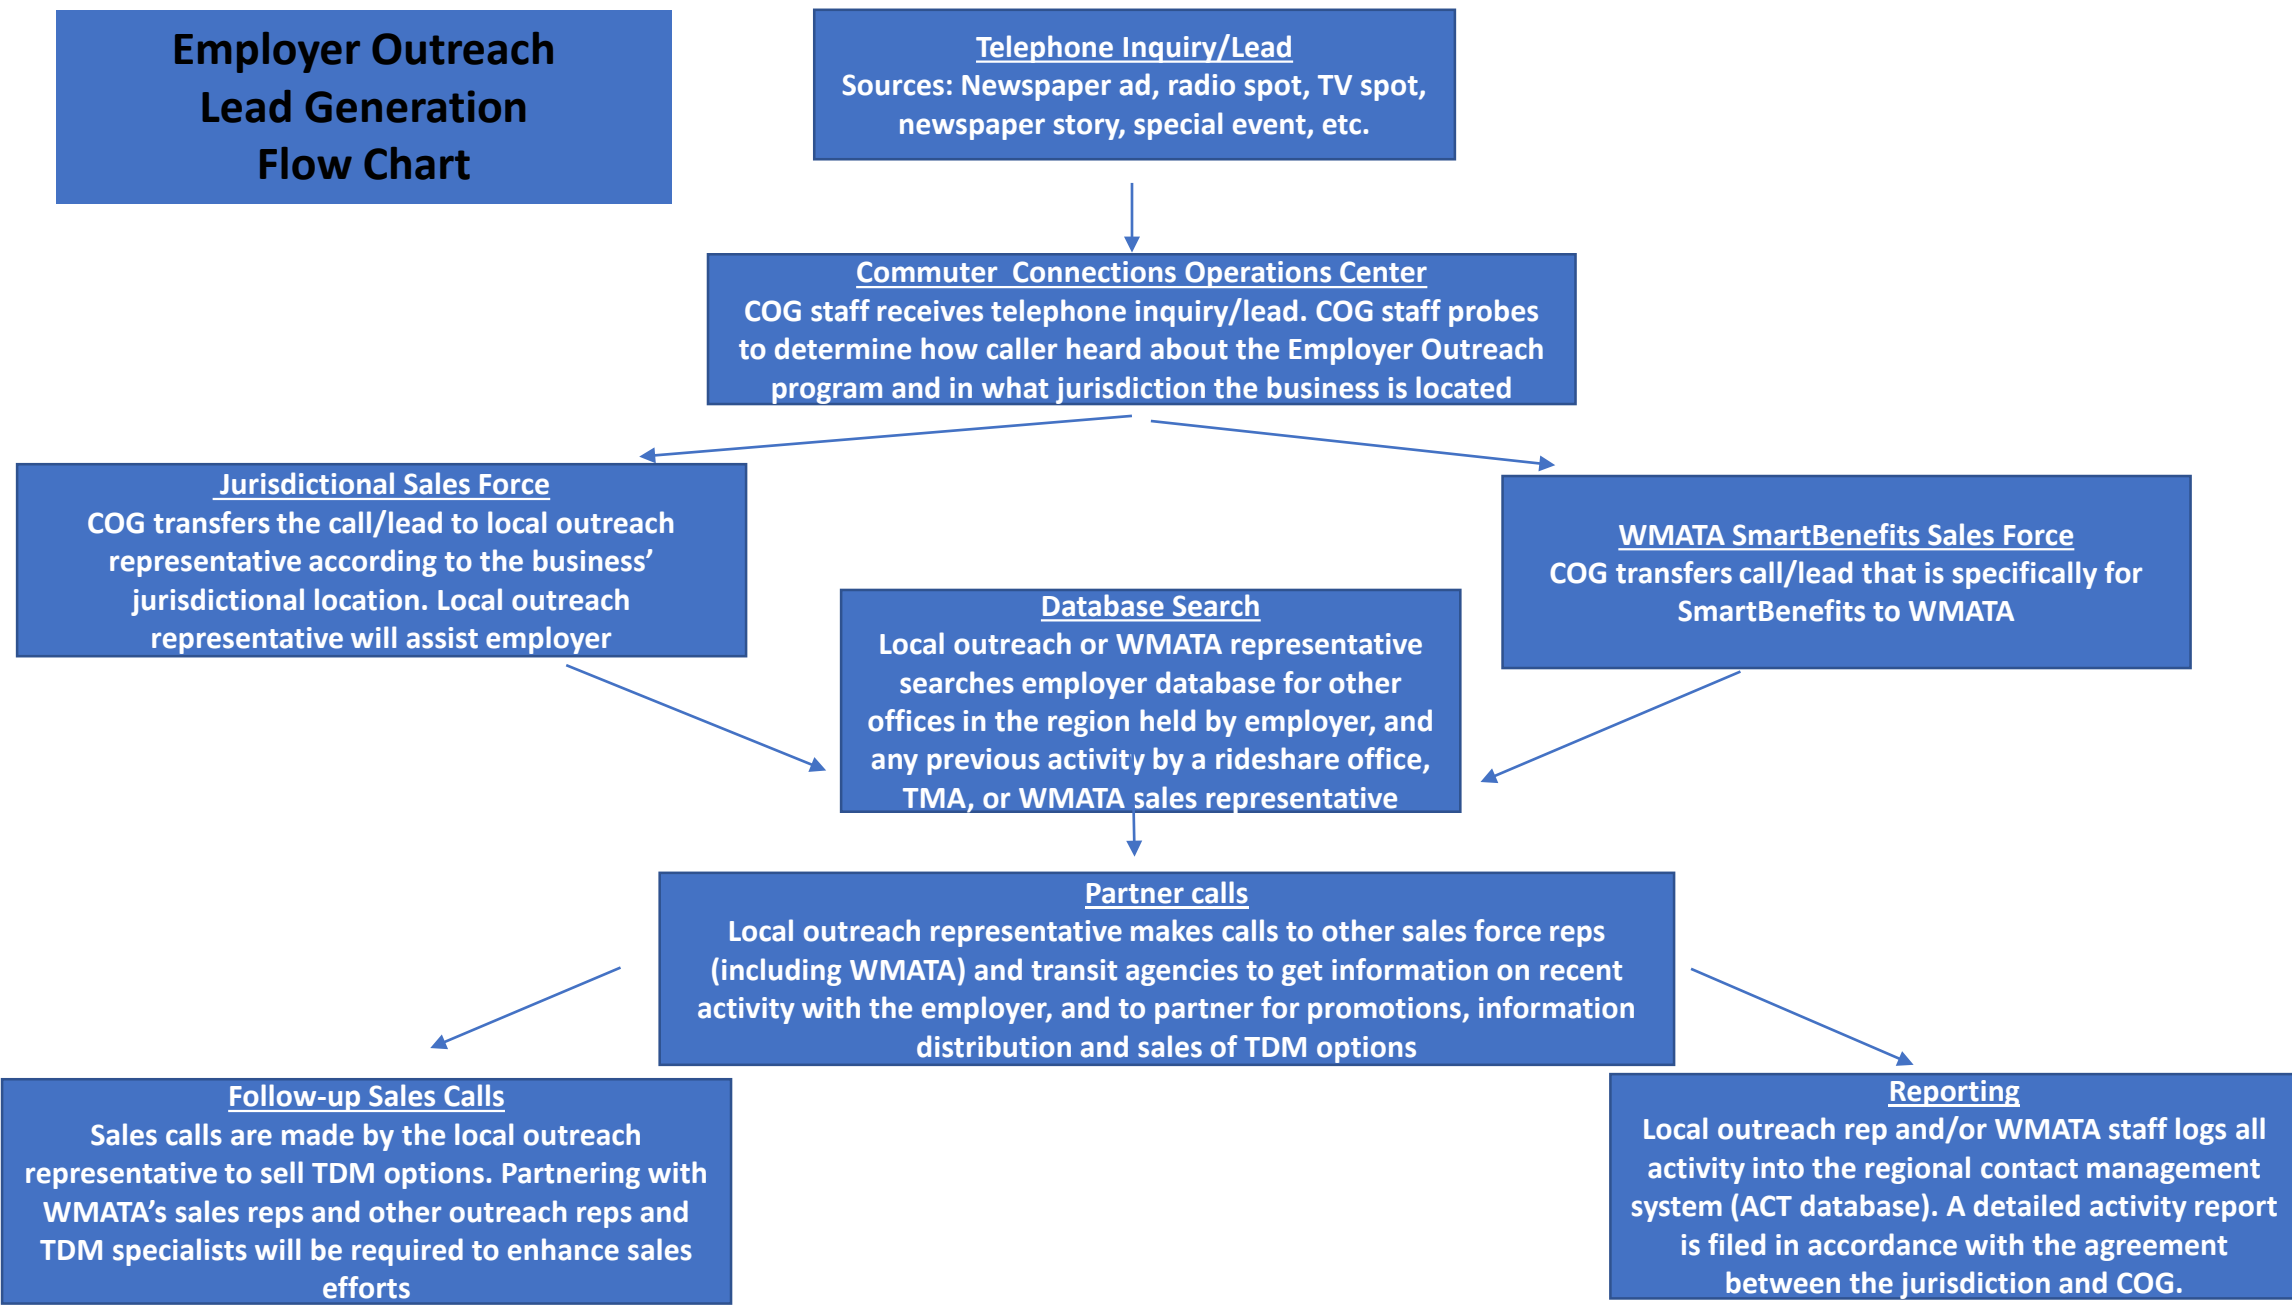 Employer Outreach
Lead Generation
Flow Chart
Telephone Inquiry/Lead
Sources: Newspaper ad, radio spot, TV spot,
newspaper story, special event, etc.
Commuter  Connections Operations Center
COG staff receives telephone inquiry/lead. COG staff probes
to determine how caller heard about the Employer Outreach
program and in what jurisdiction the business is located
Jurisdictional Sales Force
COG transfers the call/lead to local outreach
representative according to the business’
jurisdictional location. Local outreach
representative will assist employer
WMATA SmartBenefits Sales Force
COG transfers call/lead that is specifically for
SmartBenefits to WMATA
Database Search
Local outreach or WMATA representative
searches employer database for other
offices in the region held by employer, and
any previous activity by a rideshare office,
TMA, or WMATA sales representative
Partner calls
Local outreach representative makes calls to other sales force reps
(including WMATA) and transit agencies to get information on recent
activity with the employer, and to partner for promotions, information
distribution and sales of TDM options
Follow-up Sales Calls
Sales calls are made by the local outreach
representative to sell TDM options. Partnering with
WMATA’s sales reps and other outreach reps and
TDM specialists will be required to enhance sales
efforts
Reporting
Local outreach rep and/or WMATA staff logs all
activity into the regional contact management
system (ACT database). A detailed activity report
is filed in accordance with the agreement
between the jurisdiction and COG.